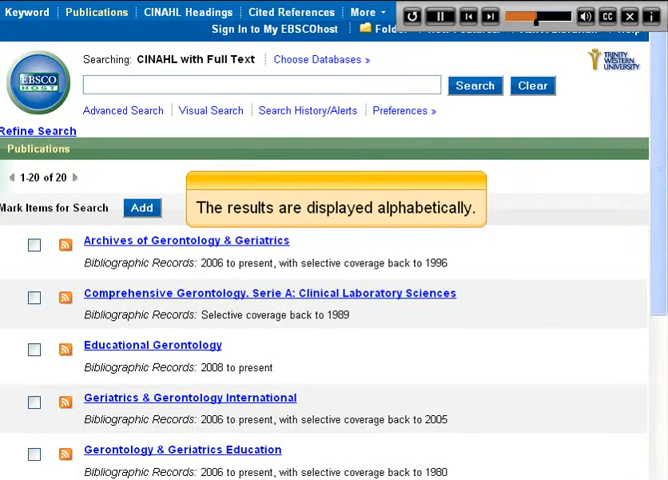 Keyword Publications CINAHL Headings Cited References More
CC
Sign In to My EBSCOhost
Searching: CINAHL with Full Text Choose Databases »
TRINITY
WESTERN
UNIVERSITY
EBSCO
HOST
Search Clear
Advanced Search Visual Search Search History/Alerts Preferences »
Refine Search
Publications
1-20 of 20
Mark Items for Search Add
The results are displayed alphabetically.
Archives of Gerontology & Geriatrics
Bibliographic Records: 2006 to present, with selective coverage back to 1996
Comprehensive Gerontology. Serie A: Clinical Laboratory Sciences
Bibliographic Records: Selective coverage back to 1989
Educational Gerontology
Bibliographic Records: 2008 to present
Geriatrics & Gerontology International
Bibliographic Records: 2006 to present, with selective coverage back to 2005
Gerontology & Geriatrics Education
Bibliographic Records: 2006 to present, with selective coverage back to 1980